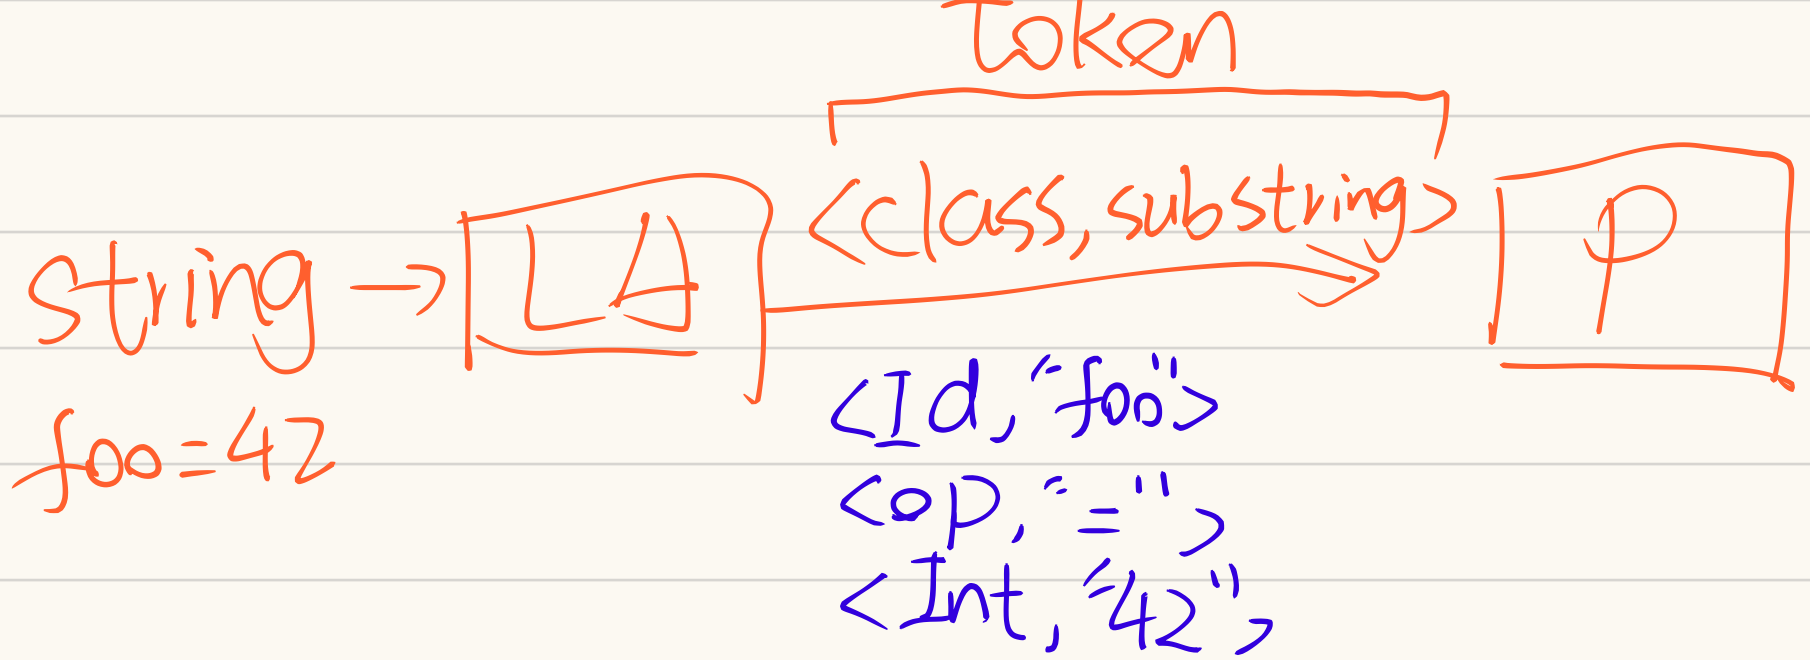 Token
<class, substring>
string → LA P
foo=42
<Id, "foo">
<op, "=">
<Int, "42">